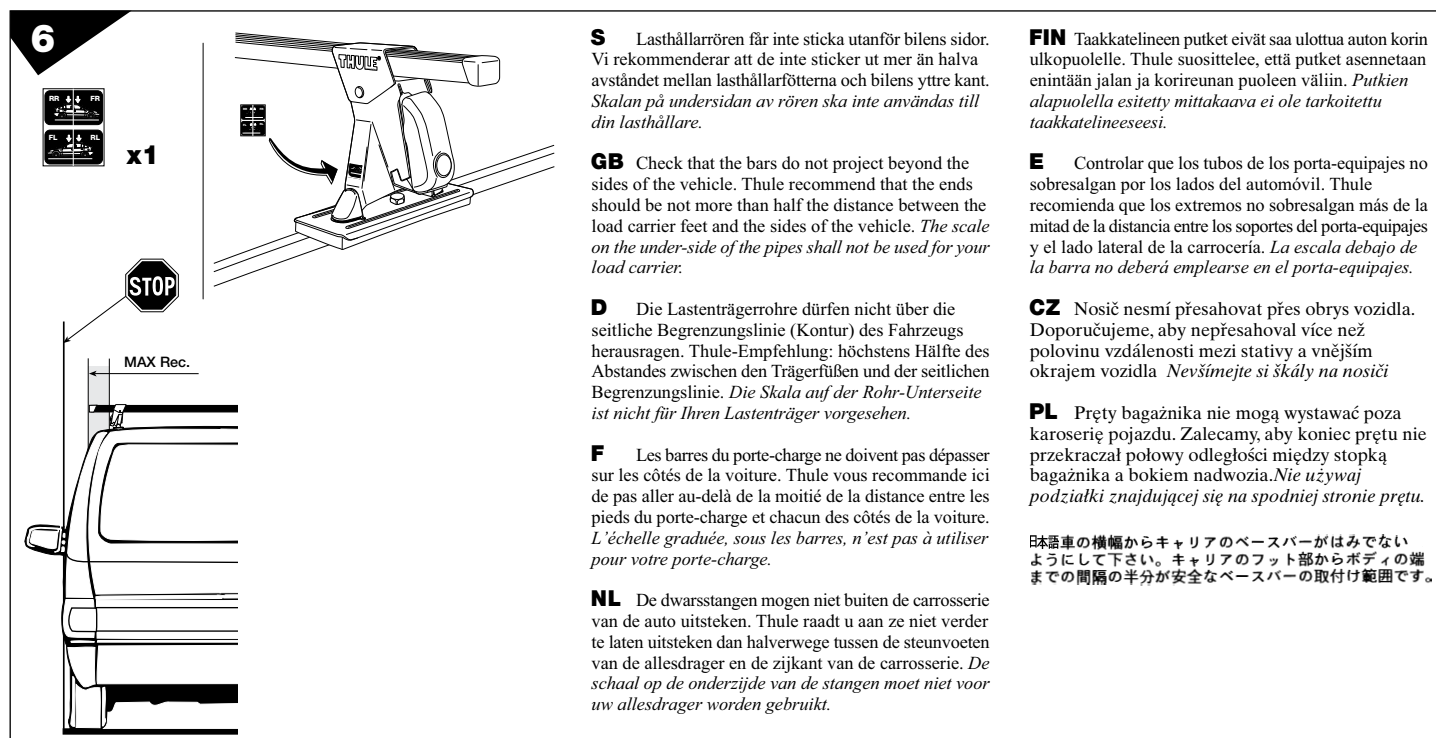 6
RR FR
FL RL
x1
THULE
STOP
MAX Rec.
S Lasthållarrören får inte sticka utanför bilens sidor.
Vi rekommenderar att de inte sticker ut mer än halva
avståndet mellan lasthållarfötterna och bilens yttre kant.
Skalan på undersidan av rören ska inte användas till
din lasthållare.
GB Check that the bars do not project beyond the
sides of the vehicle. Thule recommend that the ends
should be not more than half the distance between the
load carrier feet and the sides of the vehicle. The scale
on the under-side of the pipes shall not be used for your
load carrier.
D Die Lastenträgerrohre dürfen nicht über die
seitliche Begrenzungslinie (Kontur) des Fahrzeugs
herausragen. Thule-Empfehlung: höchstens Hälfte des
Abstandes zwischen den Trägerfüßen und der seitlichen
Begrenzungslinie. Die Skala auf der Rohr-Unterseite
ist nicht für Ihren Lastenträger vorgesehen.
F Les barres du porte-charge ne doivent pas dépasser
sur les côtés de la voiture. Thule vous recommande ici
de pas aller au-delà de la moitié de la distance entre les
pieds du porte-charge et chacun des côtés de la voiture.
L'échelle graduée, sous les barres, n'est pas à utiliser
pour votre porte-charge.
NL De dwarsstangen mogen niet buiten de carrosserie
van de auto uitsteken. Thule raadt u aan ze niet verder
te laten uitsteken dan halverwege tussen de steunvoeten
van de allesdrager en de zijkant van de carrosserie. De
schaal op de onderzijde van de stangen moet niet voor
uw allesdrager worden gebruikt.
FIN Taakkatelineen putket eivät saa ulottua auton korin
ulkopuolelle. Thule suosittelee, että putket asennetaan
enintään jalan ja korireunan puoleen väliin. Putkien
alapuolella esitetty mittakaava ei ole tarkoitettu
taakkatelineeseesi.
E Controlar que los tubos de los porta-equipajes no
sobresalgan por los lados del automóvil. Thule
recomienda que los extremos no sobresalgan más de la
mitad de la distancia entre los soportes del porta-equipajes
y el lado lateral de la carrocería. La escala debajo de
la barra no deberá emplearse en el porta-equipajes.
CZ Nosič nesmí přesahovat přes obrys vozidla.
Doporučujeme, aby nepřesahoval více než
polovinu vzdálenosti mezi stativy a vnějším
okrajem vozidla Nevšímejte si škály na nosiči
PL Pręty bagażnika nie mogą wystawać poza
karoserię pojazdu. Zalecamy, aby koniec prętu nie
przekraczał połowy odległości między stopką
bagażnika a bokiem nadwozia.Nie używaj
podziałki znajdującej się na spodniej stronie prętu.
日本語車の横幅からキャリアのベースバーがはみでない
ようにして下さい。キャリアのフット部からボディの端
までの間隔の半分が安全なベースバーの取付け範囲です。